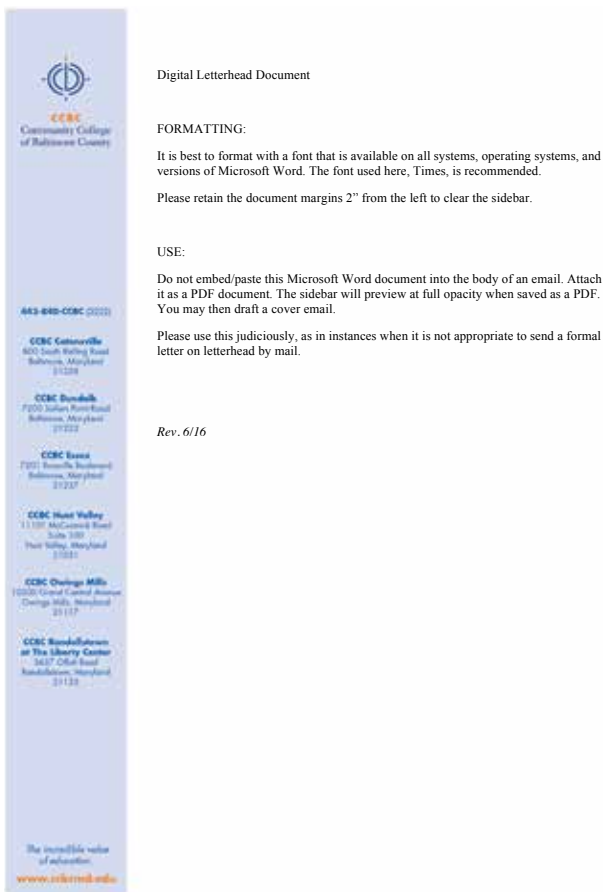 CCBC
Community College
of Baltimore County
443-840-CCBC (2222)
CCBC Catonsville
800 South Rolling Road
Baltimore, Maryland
21228
CCBC Dundalk
7200 Sollers Point Road
Baltimore, Maryland
21222
CCBC Essex
7201 Rossville Boulevard
Baltimore, Maryland
21237
CCBC Hunt Valley
11101 McCormick Road
Suite 100
Hunt Valley, Maryland
21031
CCBC Owings Mills
10300 Grand Central Avenue
Owings Mills, Maryland
21117
CCBC Randallstown
at The Liberty Center
3637 Offutt Road
Randallstown, Maryland
21133
The incredible value
of education.
www.ccbcmd.edu
Digital Letterhead Document
FORMATTING:
It is best to format with a font that is available on all systems, operating systems, and
versions of Microsoft Word. The font used here, Times, is recommended.
Please retain the document margins 2” from the left to clear the sidebar.
USE:
Do not embed/paste this Microsoft Word document into the body of an email. Attach
it as a PDF document. The sidebar will preview at full opacity when saved as a PDF.
You may then draft a cover email.
Please use this judiciously, as in instances when it is not appropriate to send a formal
letter on letterhead by mail.
Rev. 6/16